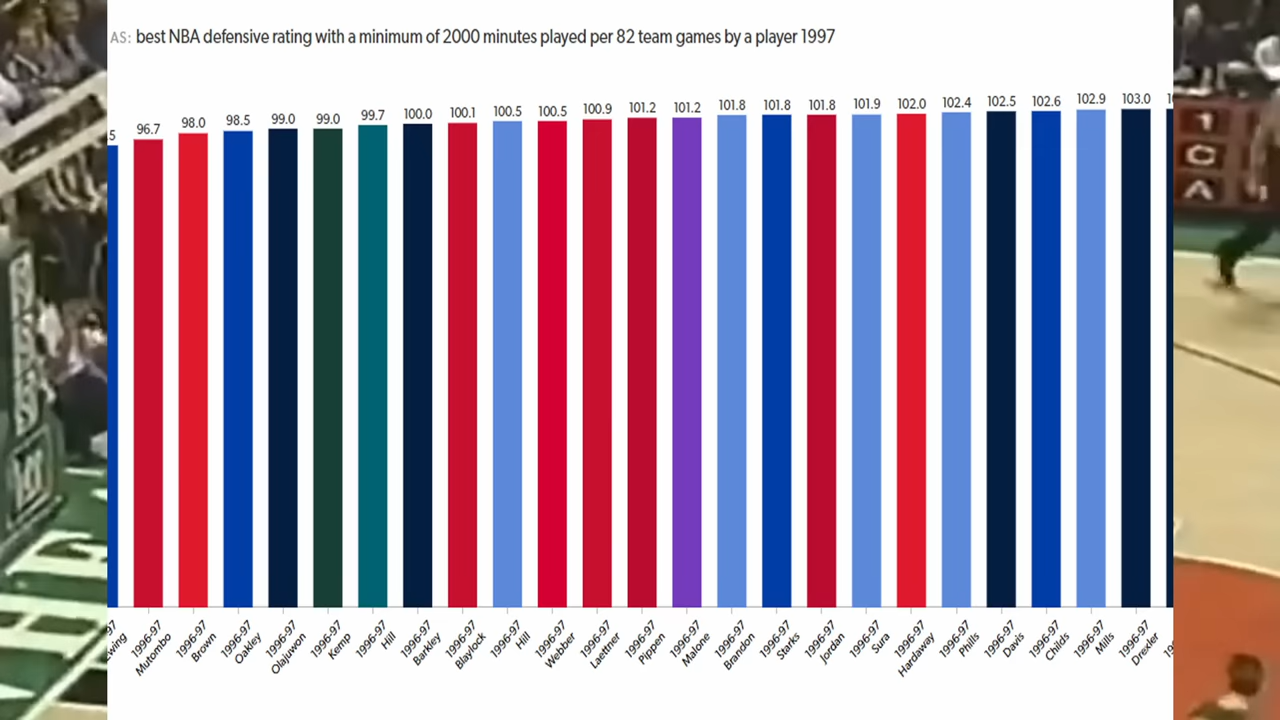 AS: best NBA defensive rating with a minimum of 2000 minutes played per 82 team games by a player 1997
5 96.7 98.0 98.5 99.0 99.0 99.7 100.0 100.1 100.5 100.5 100.9 101.2 101.2 101.8 101.8 101.8 101.9 102.0 102.4 102.5 102.6 102.9 103.0 10
97 Ewing
1996-97 Mutombo
1996-97 Brown
1996-97 Oakley
1996-97 Olajuwon
1996-97 Kemp
1996-97 Hill
1996-97 Barkley
1996-97 Blaylock
1996-97 Hill
1996-97 Webber
1996-97 Laettner
1996-97 Pippen
1996-97 Malone
1996-97 Brandon
1996-97 Starks
1996-97 Jordan
1996-97 Sura
1996-97 Hardaway
1996-97 Phills
1996-97 Davis
1996-97 Childs
1996-97 Mills
1996-97 Drexler
19